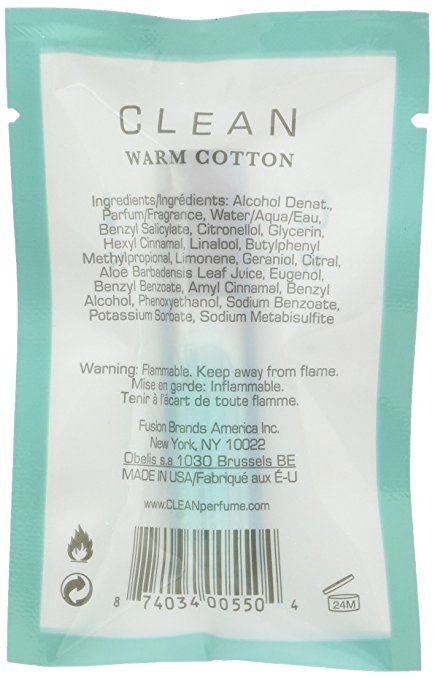 CLEAN
WARM COTTON
Ingredients/Ingrédients: Alcohol Denat.,
Parfum/Fragrance, Water/Aqua/Eau,
Benzyl Salicylate, Citronellol, Glycerin,
Hexyl Cinnamal, Linalool, Butylphenyl
Methylpropional, Limonene, Geraniol, Citral,
Aloe Barbadensis Leaf Juice, Eugenol,
Benzyl Benzoate, Amyl Cinnamal, Benzyl
Alcohol, Phenoxyethanol, Sodium Benzoate,
Potassium Sorbate, Sodium Metabisulfite
Warning: Flammable. Keep away from flame.
Mise en garde: Inflammable.
Tenir à l'écart de toute flamme.
Fusion Brands America Inc.
New York, NY 10022
Obelis s.a 1030 Brussels BE
MADE IN USA/Fabriqué aux É-U
www.CLEANperfume.com
8 74034 00550 4
24M